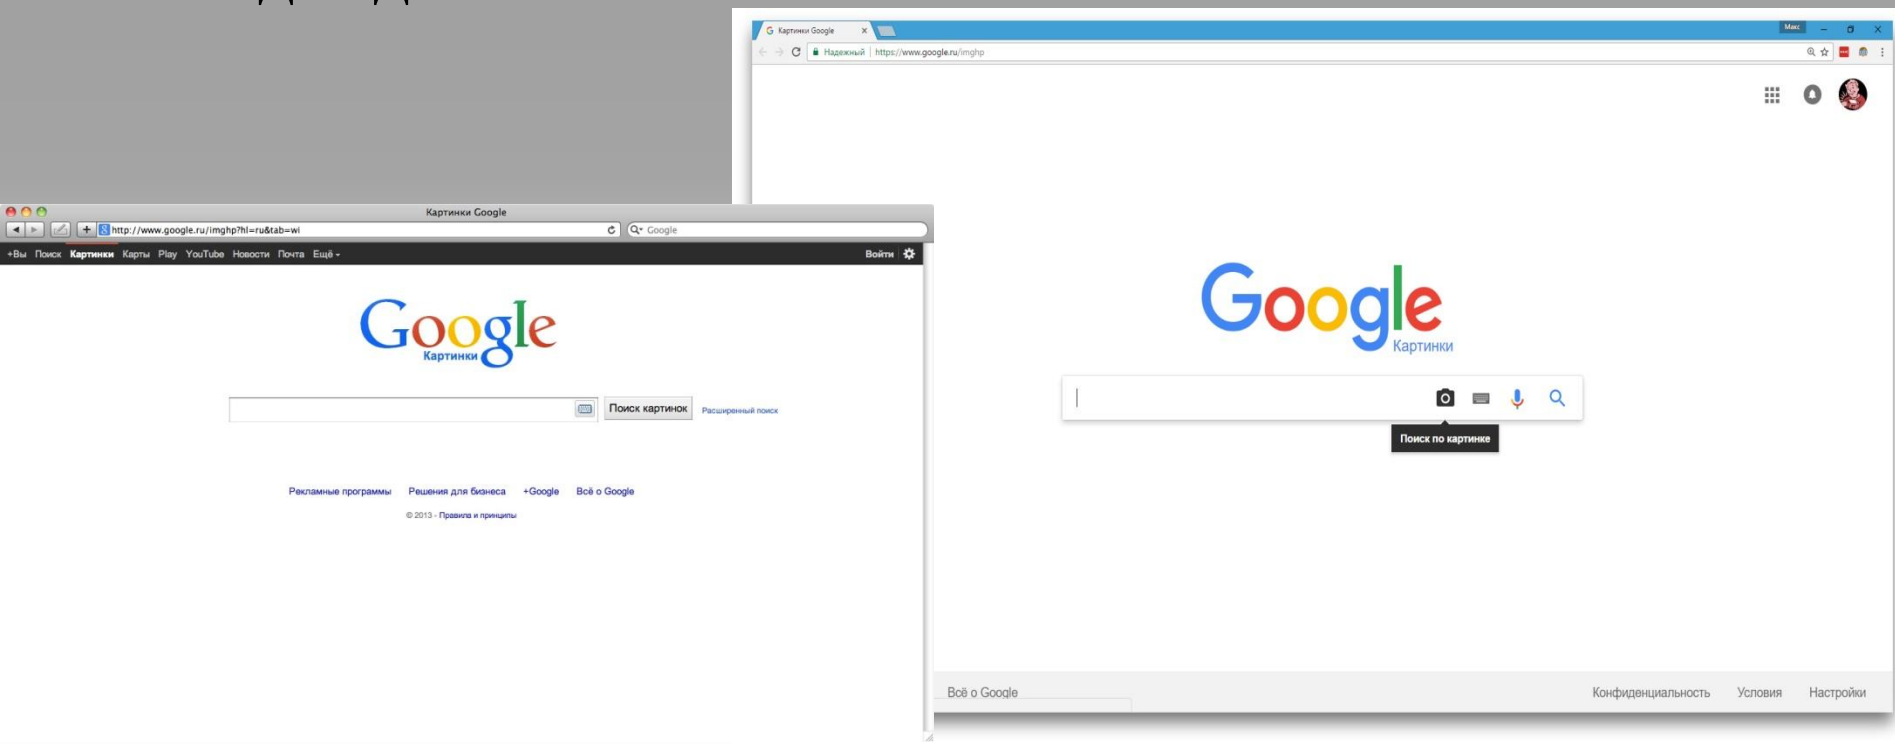 Картинки Google
http://www.google.ru/imghp?hl=ru&tab=wi
Google
+Вы Поиск Картинки Карты Play YouTube Новости Почта Ещё
Войти
Google
Картинки
Поиск картинок
Расширенный поиск
Рекламные программы Решения для бизнеса +Google Всё о Google
© 2013 - Правила и принципы
Картинки Google
Макс
Надежный https://www.google.ru/imghp
Google
Картинки
Поиск по картинке
Всё о Google
Конфиденциальность Условия Настройки